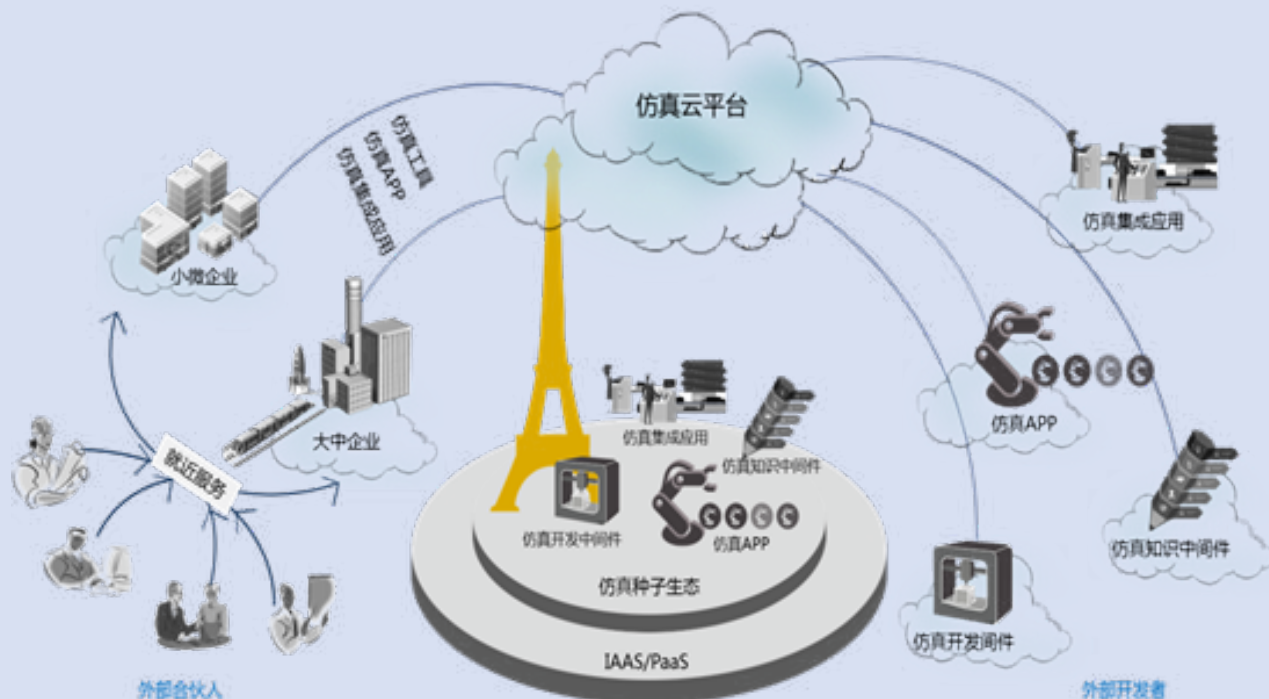 仿真云平台
仿真工具
仿真APP
仿真集成应用
小微企业
大中企业
就近服务
外部合伙人
仿真集成应用
仿真知识中间件
仿真开发中间件
仿真APP
仿真种子生态
IAAS/PaaS
仿真集成应用
仿真APP
仿真知识中间件
仿真开发间件
外部开发者